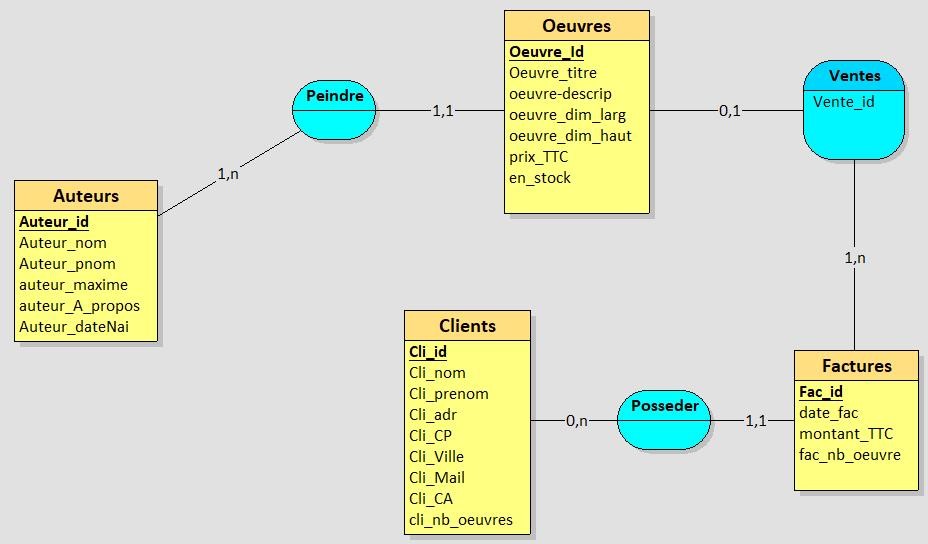 Oeuvres
Oeuvre_Id
Oeuvre_titre
oeuvre-descrip
oeuvre_dim_larg
oeuvre_dim_haut
prix_TTC
en_stock
Ventes
Vente_id
Peindre
1,1
0,1
1,n
Auteurs
Auteur_id
Auteur_nom
Auteur_pnom
auteur_maxime
auteur_A_propos
Auteur_dateNai
1,n
Clients
Cli_id
Cli_nom
Cli_prenom
Cli_adr
Cli_CP
Cli_Ville
Cli_Mail
Cli_CA
cli_nb_oeuvres
0,n
Posseder
1,1
Factures
Fac_id
date_fac
montant_TTC
fac_nb_oeuvre